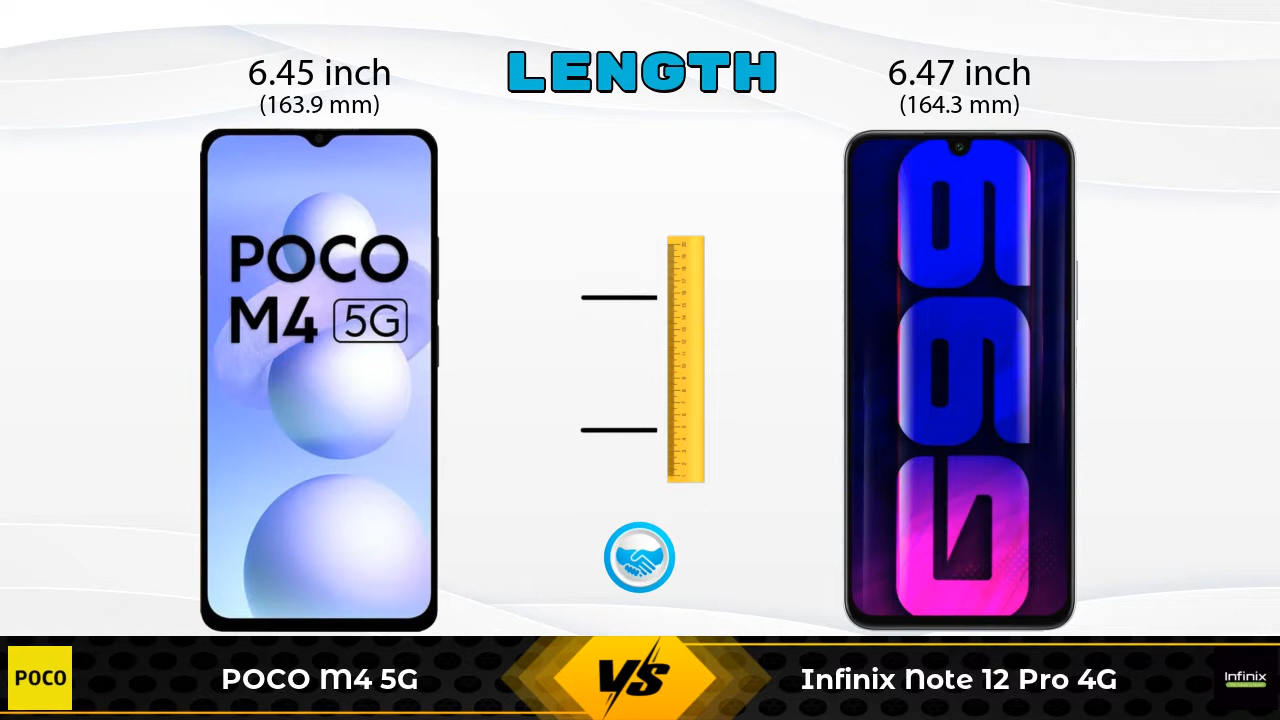 LENGTH
6.45 inch
(163.9 mm)
6.47 inch
(164.3 mm)
POCO
M4 5G
G99
POCO
POCO M4 5G
VS
Infinix Note 12 Pro 4G
Infinix